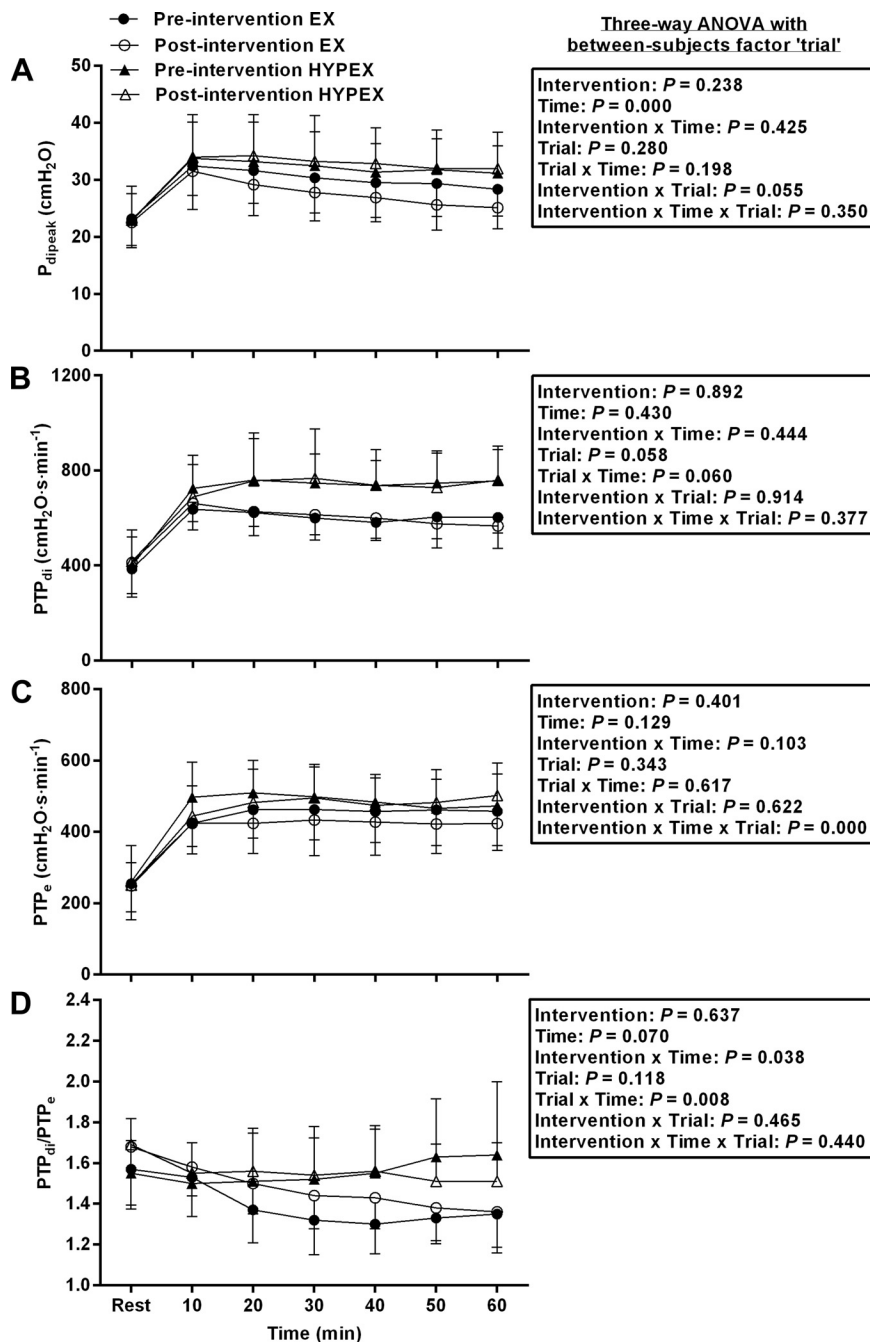 Pre-intervention EX
Post-intervention EX
Pre-intervention HYPEX
Post-intervention HYPEX
Three-way ANOVA with
between-subjects factor 'trial'
A
50
40
30
20
10
0
P_dipeak (cmH₂O)
Intervention: P = 0.238
Time: P = 0.000
Intervention x Time: P = 0.425
Trial: P = 0.280
Trial x Time: P = 0.198
Intervention x Trial: P = 0.055
Intervention x Time x Trial: P = 0.350
B
1200
800
400
0
PTP_di (cmH₂O·s·min⁻¹)
Intervention: P = 0.892
Time: P = 0.430
Intervention x Time: P = 0.444
Trial: P = 0.058
Trial x Time: P = 0.060
Intervention x Trial: P = 0.914
Intervention x Time x Trial: P = 0.377
C
800
600
400
200
0
PTP_e (cmH₂O·s·min⁻¹)
Intervention: P = 0.401
Time: P = 0.129
Intervention x Time: P = 0.103
Trial: P = 0.343
Trial x Time: P = 0.617
Intervention x Trial: P = 0.622
Intervention x Time x Trial: P = 0.000
D
2.4
2.2
2.0
1.8
1.6
1.4
1.2
1.0
PTP_di/PTP_e
Intervention: P = 0.637
Time: P = 0.070
Intervention x Time: P = 0.038
Trial: P = 0.118
Trial x Time: P = 0.008
Intervention x Trial: P = 0.465
Intervention x Time x Trial: P = 0.440
Rest 10 20 30 40 50 60
Time (min)